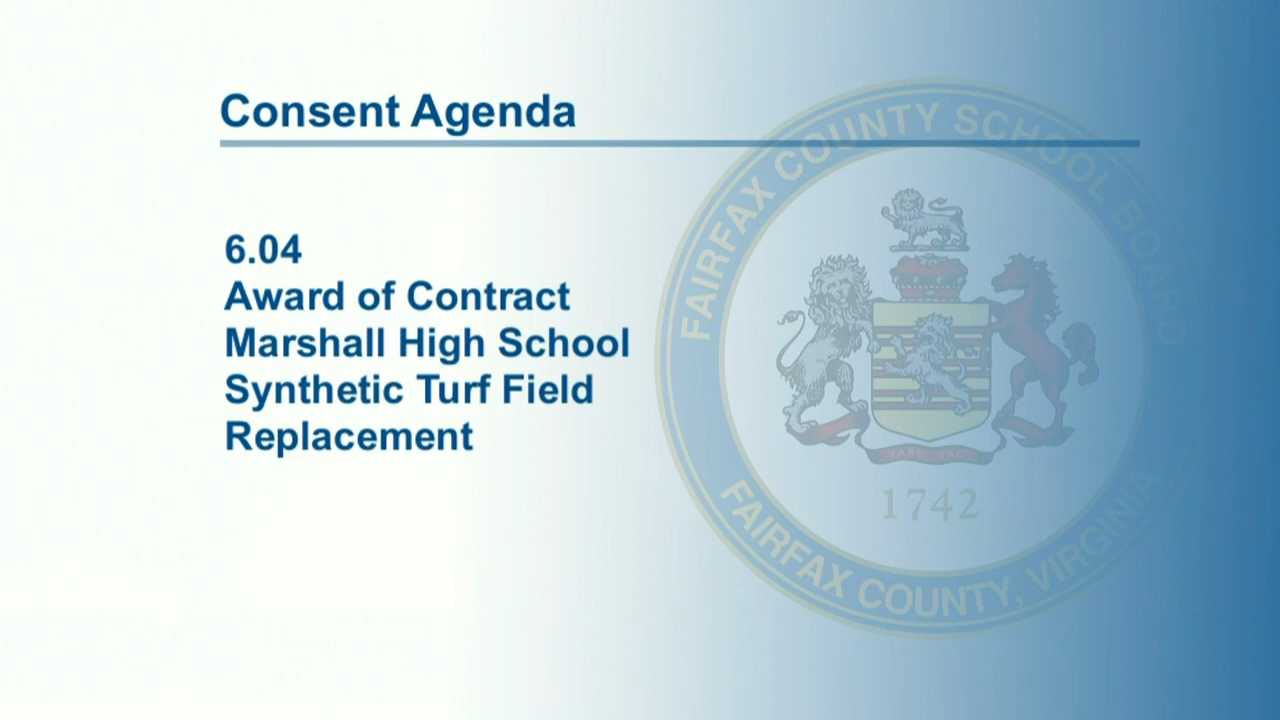 Consent Agenda
6.04
Award of Contract
Marshall High School
Synthetic Turf Field
Replacement
FAIRFAX COUNTY SCHOOL BOARD
1742
FAIRFAX COUNTY, VIRGINIA